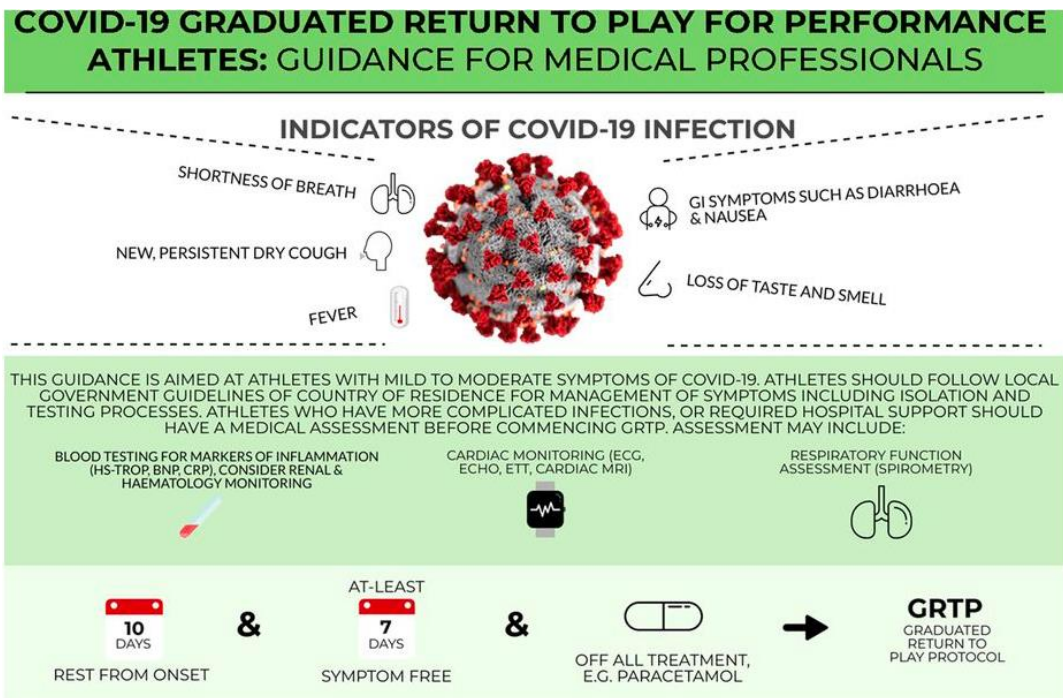 COVID-19 GRADUATED RETURN TO PLAY FOR PERFORMANCE
ATHLETES: GUIDANCE FOR MEDICAL PROFESSIONALS
INDICATORS OF COVID-19 INFECTION
SHORTNESS OF BREATH
NEW, PERSISTENT DRY COUGH
FEVER
GI SYMPTOMS SUCH AS DIARRHOEA
& NAUSEA
LOSS OF TASTE AND SMELL
THIS GUIDANCE IS AIMED AT ATHLETES WITH MILD TO MODERATE SYMPTOMS OF COVID-19. ATHLETES SHOULD FOLLOW LOCAL
GOVERNMENT GUIDELINES OF COUNTRY OF RESIDENCE FOR MANAGEMENT OF SYMPTOMS INCLUDING ISOLATION AND
TESTING PROCESSES. ATHLETES WHO HAVE MORE COMPLICATED INFECTIONS, OR REQUIRED HOSPITAL SUPPORT SHOULD
HAVE A MEDICAL ASSESSMENT BEFORE COMMENCING GRTP. ASSESSMENT MAY INCLUDE:
BLOOD TESTING FOR MARKERS OF INFLAMMATION
(HS-TROP, BNP, CRP), CONSIDER RENAL &
HAEMATOLOGY MONITORING
CARDIAC MONITORING (ECG,
ECHO, ETT, CARDIAC MRI)
RESPIRATORY FUNCTION
ASSESSMENT (SPIROMETRY)
10
DAYS
REST FROM ONSET
&
AT-LEAST
7
DAYS
SYMPTOM FREE
&
OFF ALL TREATMENT,
E.G. PARACETAMOL
GRTP
GRADUATED
RETURN TO
PLAY PROTOCOL